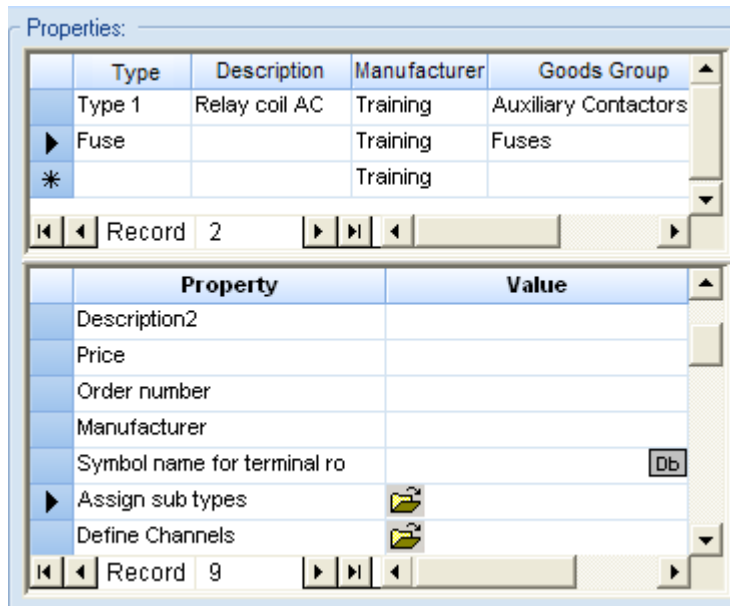 Properties:
Type Description Manufacturer Goods Group
Type 1 Relay coil AC Training Auxiliary Contactors
Fuse Training Fuses
Training
Record 2
Property Value
Description2
Price
Order number
Manufacturer
Symbol name for terminal ro Db
Assign sub types
Define Channels
Record 9